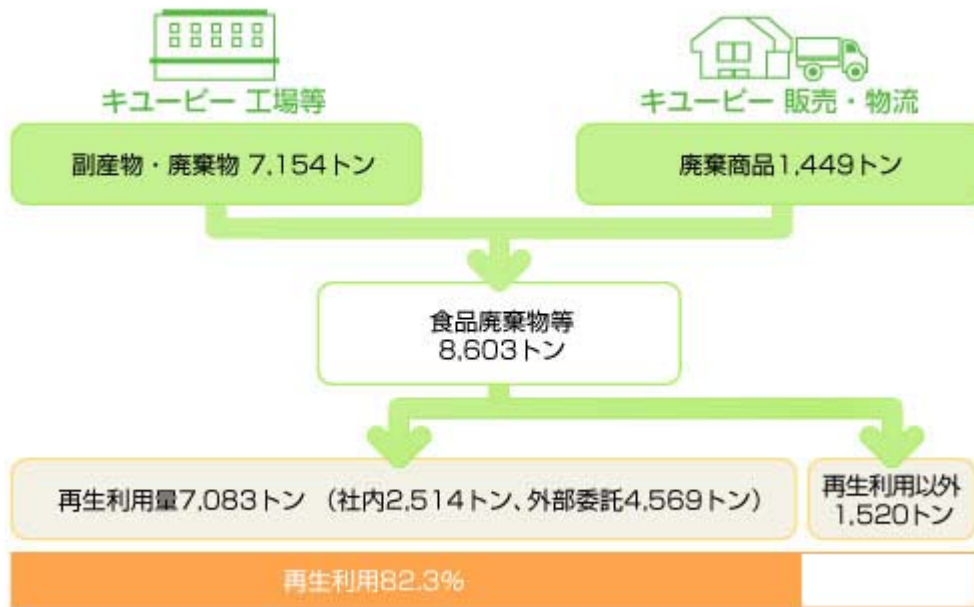 キユーピー 工場等
キユーピー 販売・物流
副産物・廃棄物 7,154トン
廃棄商品1,449トン
食品廃棄物等
8,603トン
再生利用量7,083トン （社内2,514トン、外部委託4,569トン）
再生利用以外
1,520トン
再生利用82.3%